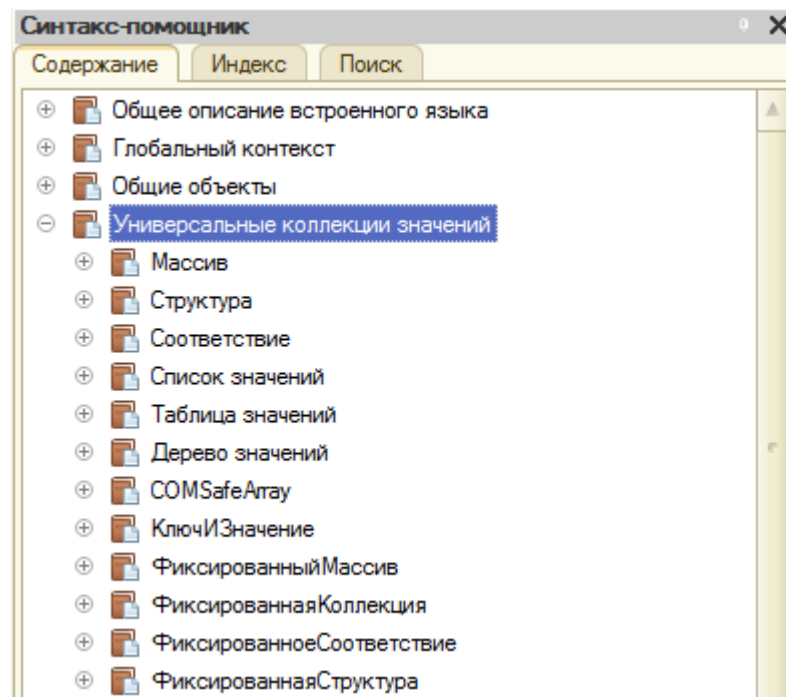 Синтакс-помощник
Содержание Индекс Поиск
Общее описание встроенного языка
Глобальный контекст
Общие объекты
Универсальные коллекции значений
Массив
Структура
Соответствие
Список значений
Таблица значений
Дерево значений
COMSafeArray
КлючИЗначение
ФиксированныйМассив
ФиксированнаяКоллекция
ФиксированноеСоответствие
ФиксированнаяСтруктура